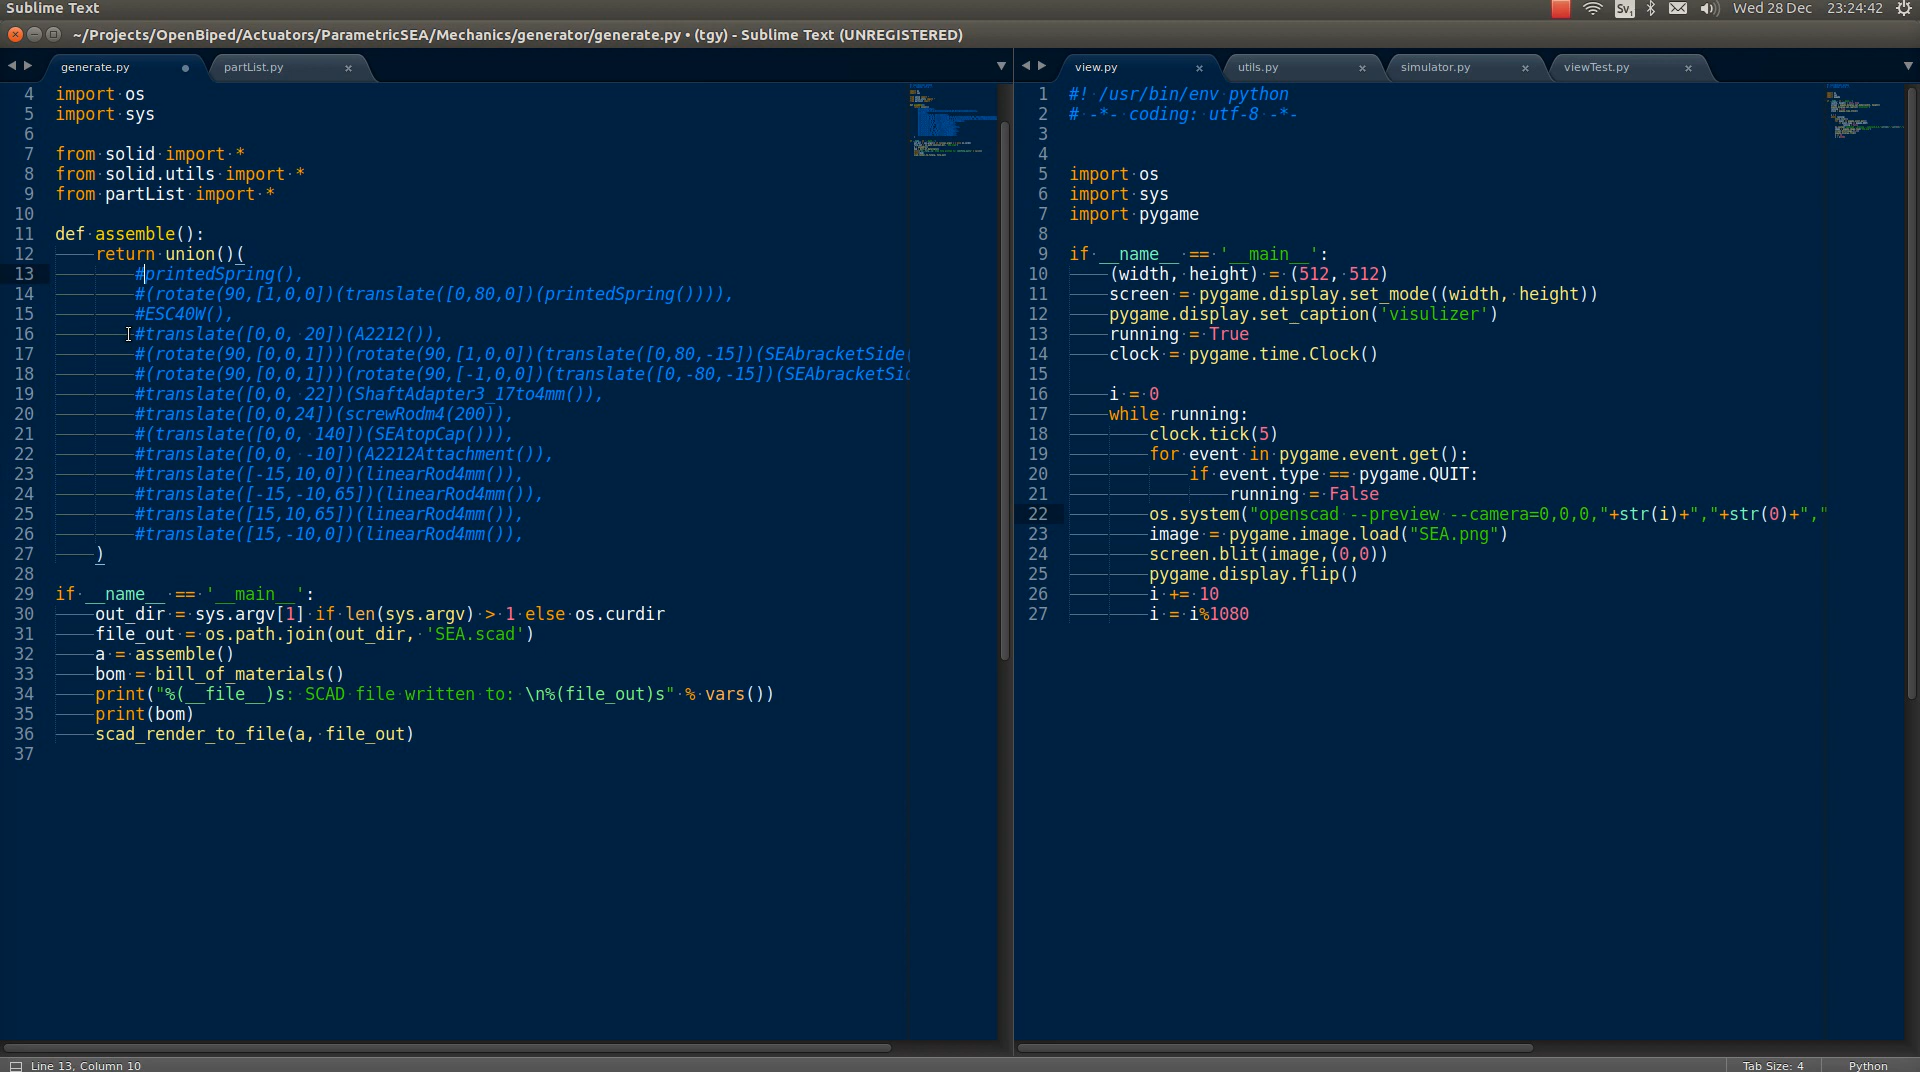 Sublime Text
Wed 28 Dec 23:24:42
~/Projects/OpenBiped/Actuators/ParametricSEA/Mechanics/generator/generate.py • (tgy) - Sublime Text (UNREGISTERED)
generate.py
partList.py
4 import os
5 import sys
6
7 from solid import *
8 from solid.utils import *
9 from partList import *
10
11 def assemble():
12 return union()(
13 #printedSpring(),
14 #(rotate(90,[1,0,0])(translate([0,80,0])(printedSpring()))),
15 #ESC40W(),
16 #translate([0,0, 20])(A2212()),
17 #(rotate(90,[0,0,1]))(rotate(90,[1,0,0])(translate([0,80,-15])(SEAbracketSide(
18 #(rotate(90,[0,0,1]))(rotate(90,[-1,0,0])(translate([0,-80,-15])(SEAbracketSid
19 #translate([0,0, 22])(ShaftAdapter3_17to4mm()),
20 #translate([0,0,24])(screwRodm4(200)),
21 #(translate([0,0, 140])(SEAtopCap())),
22 #translate([0,0, -10])(A2212Attachment()),
23 #translate([-15,10,0])(linearRod4mm()),
24 #translate([-15,-10,65])(linearRod4mm()),
25 #translate([15,10,65])(linearRod4mm()),
26 #translate([15,-10,0])(linearRod4mm()),
27 )
28
29 if __name__ == '__main__':
30 out_dir = sys.argv[1] if len(sys.argv) > 1 else os.curdir
31 file_out = os.path.join(out_dir, 'SEA.scad')
32 a = assemble()
33 bom = bill_of_materials()
34 print("%(__file__)s: SCAD file written to: \n%(file_out)s" % vars())
35 print(bom)
36 scad_render_to_file(a, file_out)
37
view.py
utils.py
simulator.py
viewTest.py
1 #! /usr/bin/env python
2 # -*- coding: utf-8 -*-
3
4
5 import os
6 import sys
7 import pygame
8
9 if __name__ == '__main__':
10 (width, height) = (512, 512)
11 screen = pygame.display.set_mode((width, height))
12 pygame.display.set_caption('visulizer')
13 running = True
14 clock = pygame.time.Clock()
15
16 i = 0
17 while running:
18 clock.tick(5)
19 for event in pygame.event.get():
20 if event.type == pygame.QUIT:
21 running = False
22 os.system("openscad --preview --camera=0,0,0,"+str(i)+","+str(0)+","
23 image = pygame.image.load("SEA.png")
24 screen.blit(image,(0,0))
25 pygame.display.flip()
26 i += 10
27 i = i%1080
Line 13, Column 10
Tab Size: 4
Python